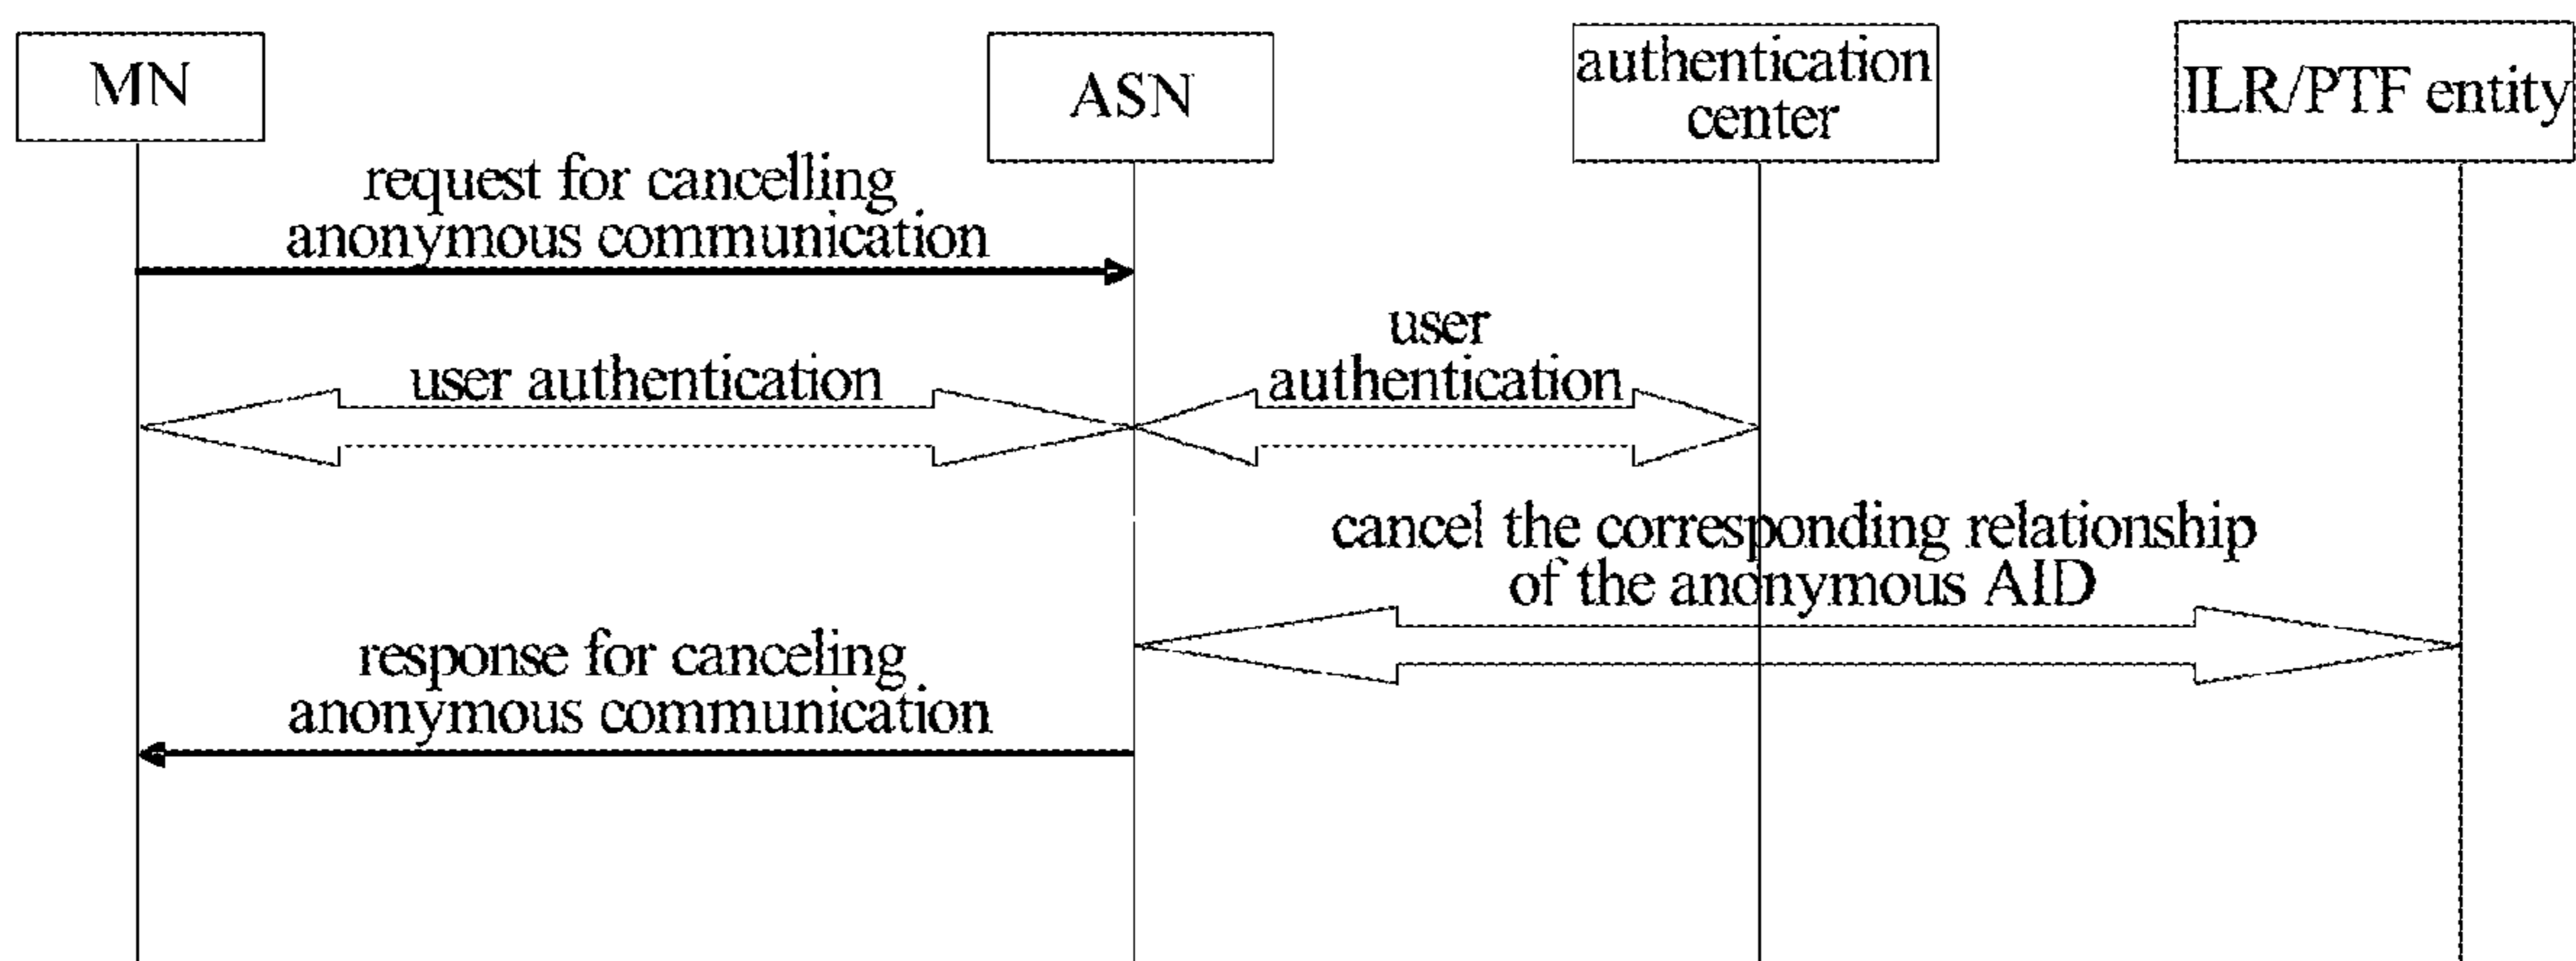 MN
ASN
authentication
center
ILR/PTF entity
request for cancelling
anonymous communication
user authentication
user
authentication
cancel the corresponding relationship
of the anonymous AID
response for canceling
anonymous communication